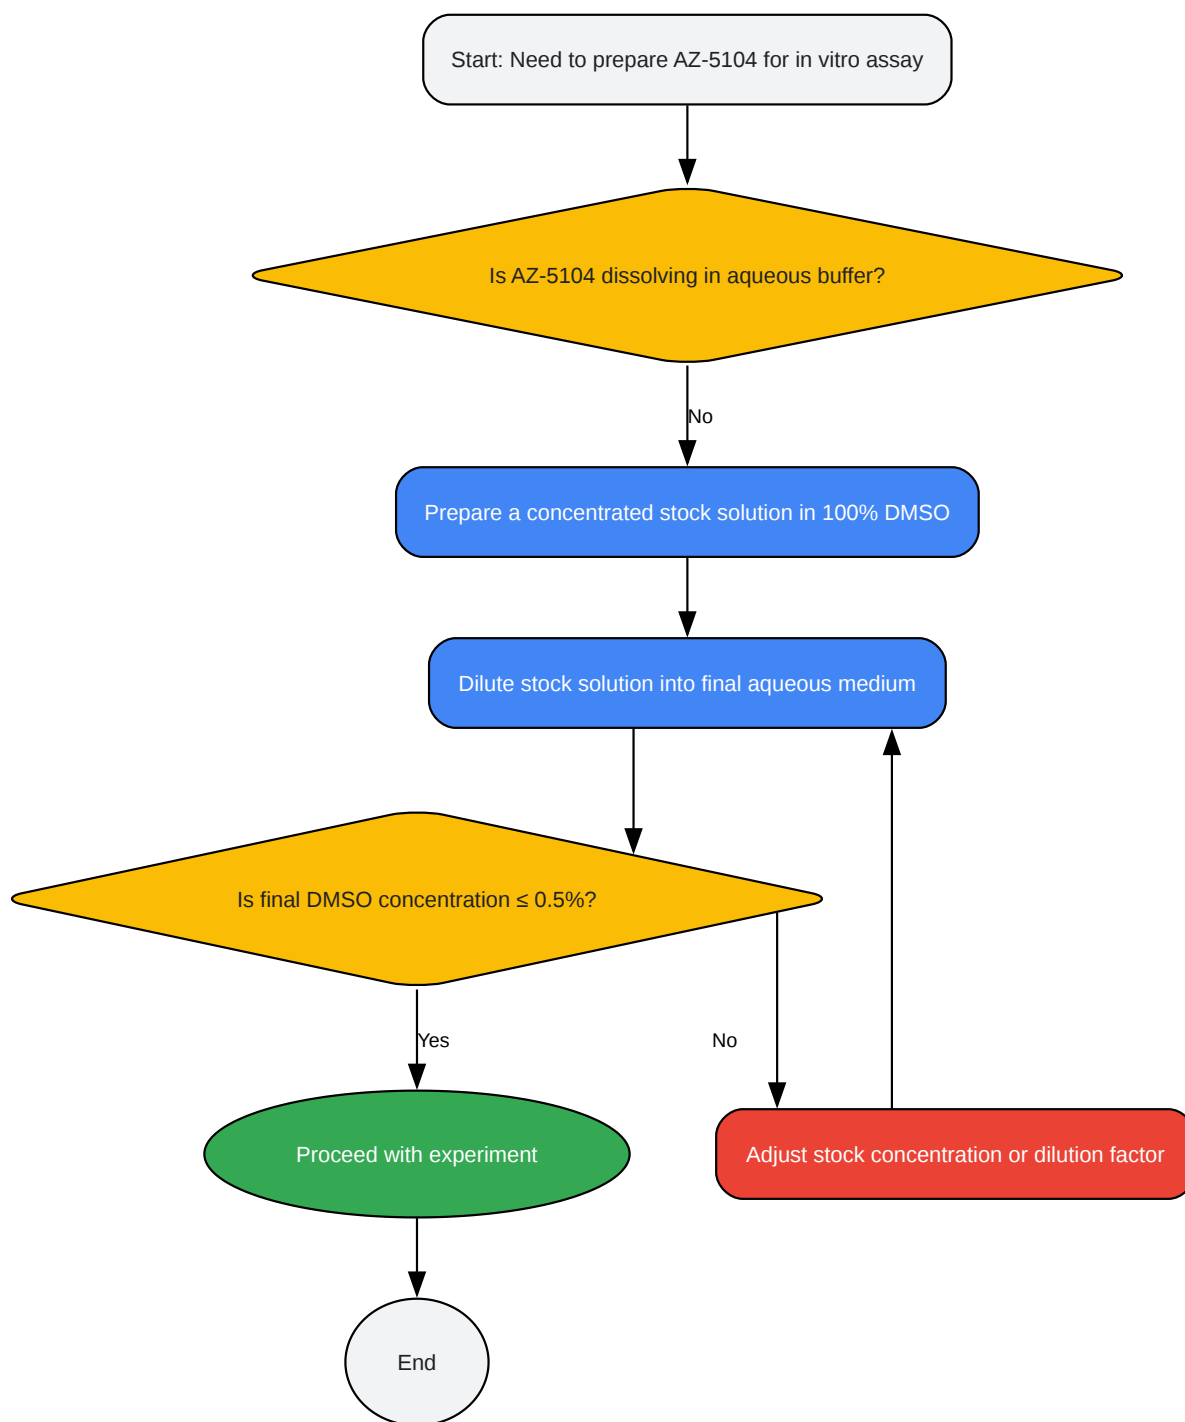 Start: Need to prepare AZ-5104 for in vitro assay
Is AZ-5104 dissolving in aqueous buffer?
No
Prepare a concentrated stock solution in 100% DMSO
Dilute stock solution into final aqueous medium
Is final DMSO concentration ≤ 0.5%?
Yes
No
Proceed with experiment
Adjust stock concentration or dilution factor
End